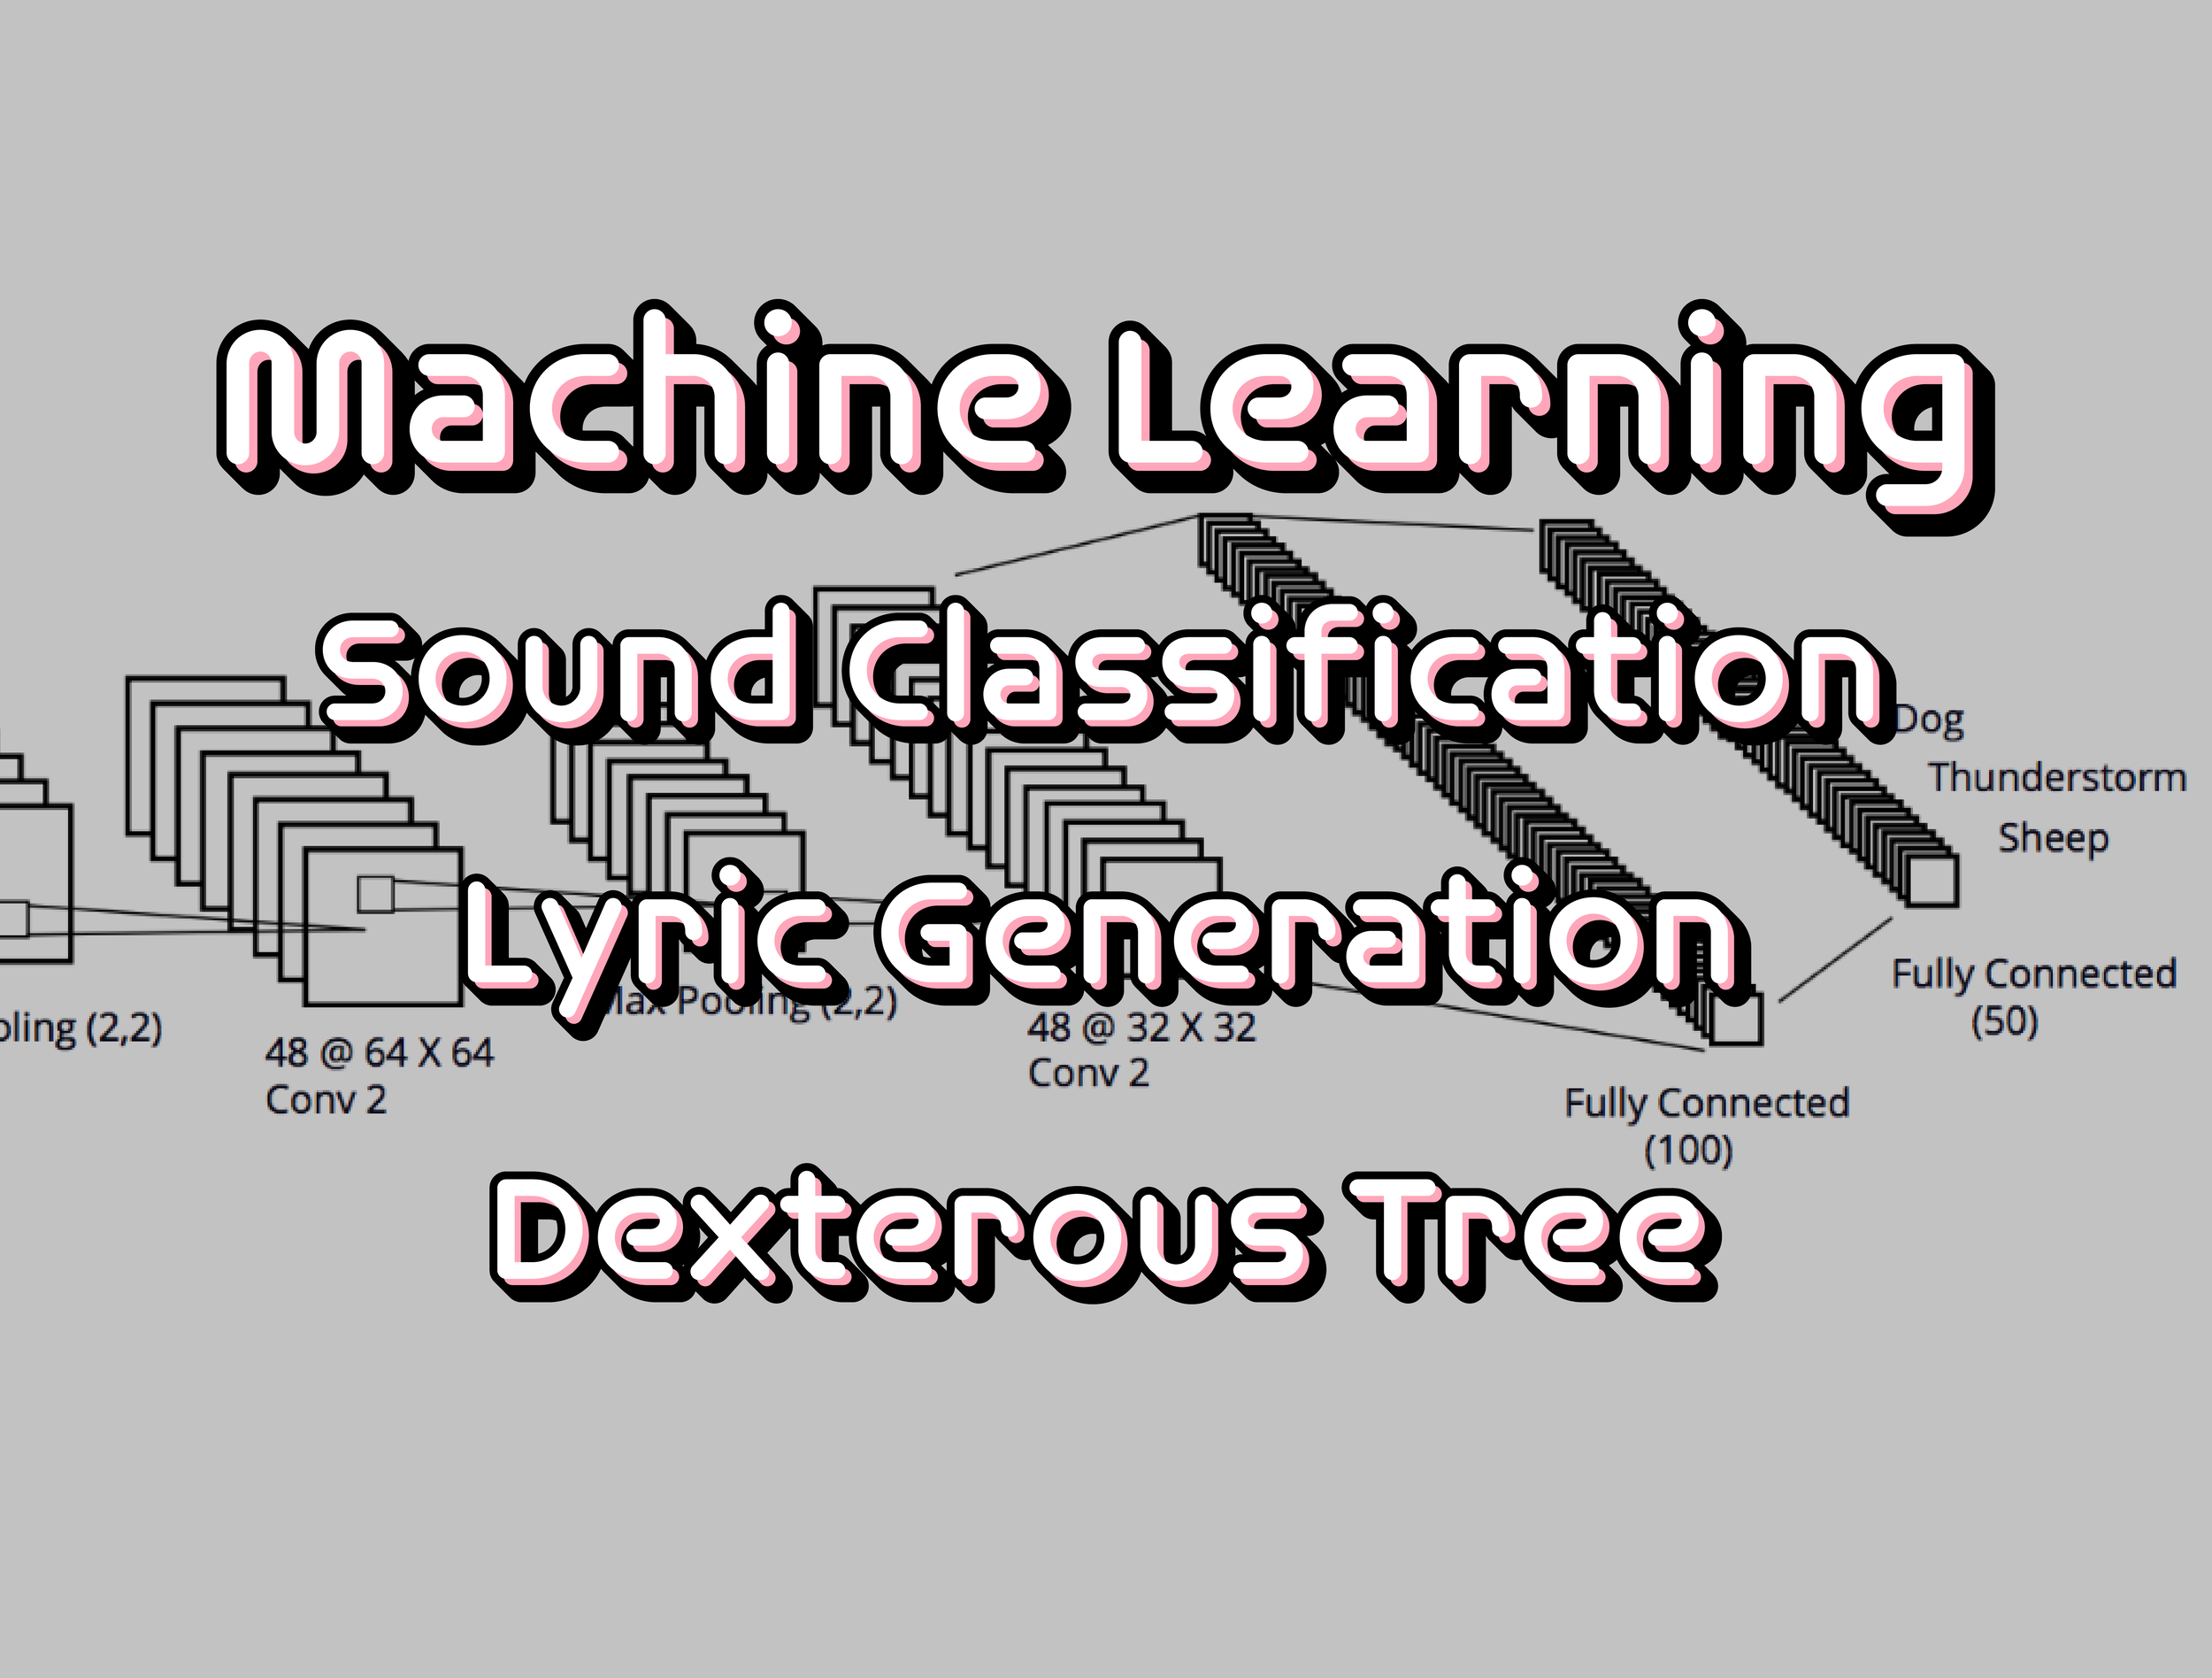 Machine Learning
Sound Classification
Dog
Thunderstorm
Sheep
Lyric Generation
Fully Connected
(50)
Max Pooling (2,2)
(2,2)
48 @ 32 X 32
Conv 2
48 @ 64 X 64
Conv 2
Fully Connected
(100)
Dexterous Tree